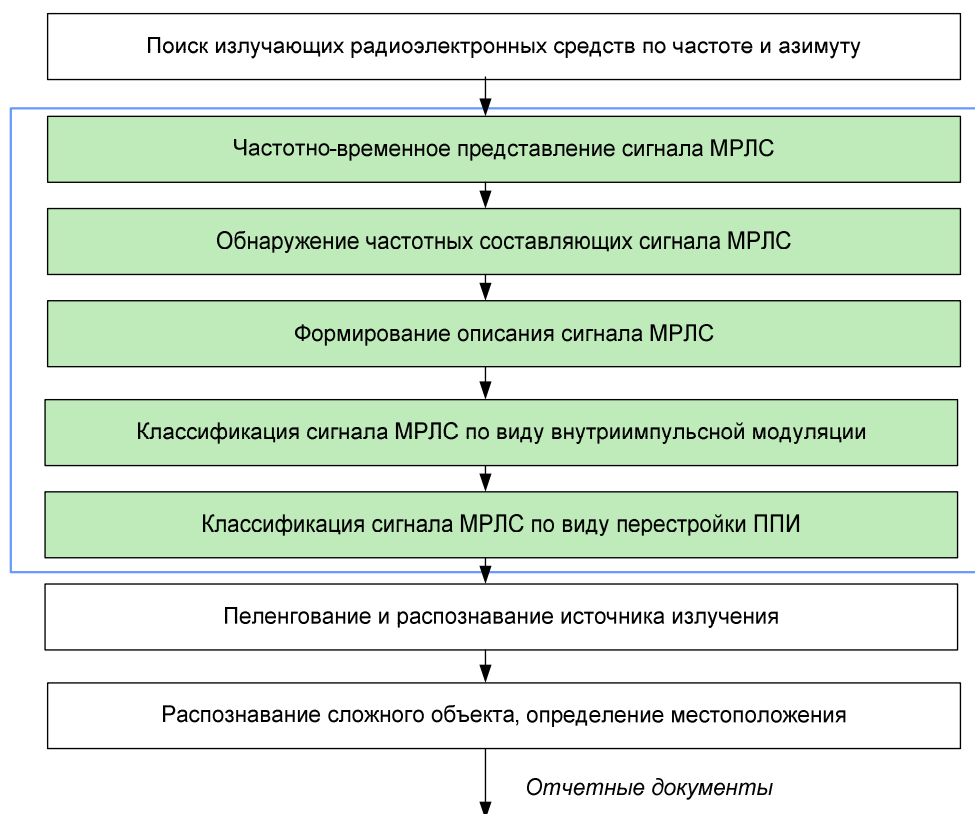 Поиск излучающих радиоэлектронных средств по частоте и азимуту
Частотно-временное представление сигнала МРЛС
Обнаружение частотных составляющих сигнала МРЛС
Формирование описания сигнала МРЛС
Классификация сигнала МРЛС по виду внутриимпульсной модуляции
Классификация сигнала МРЛС по виду перестройки ППИ
Пеленгование и распознавание источника излучения
Распознавание сложного объекта, определение местоположения
Отчетные документы